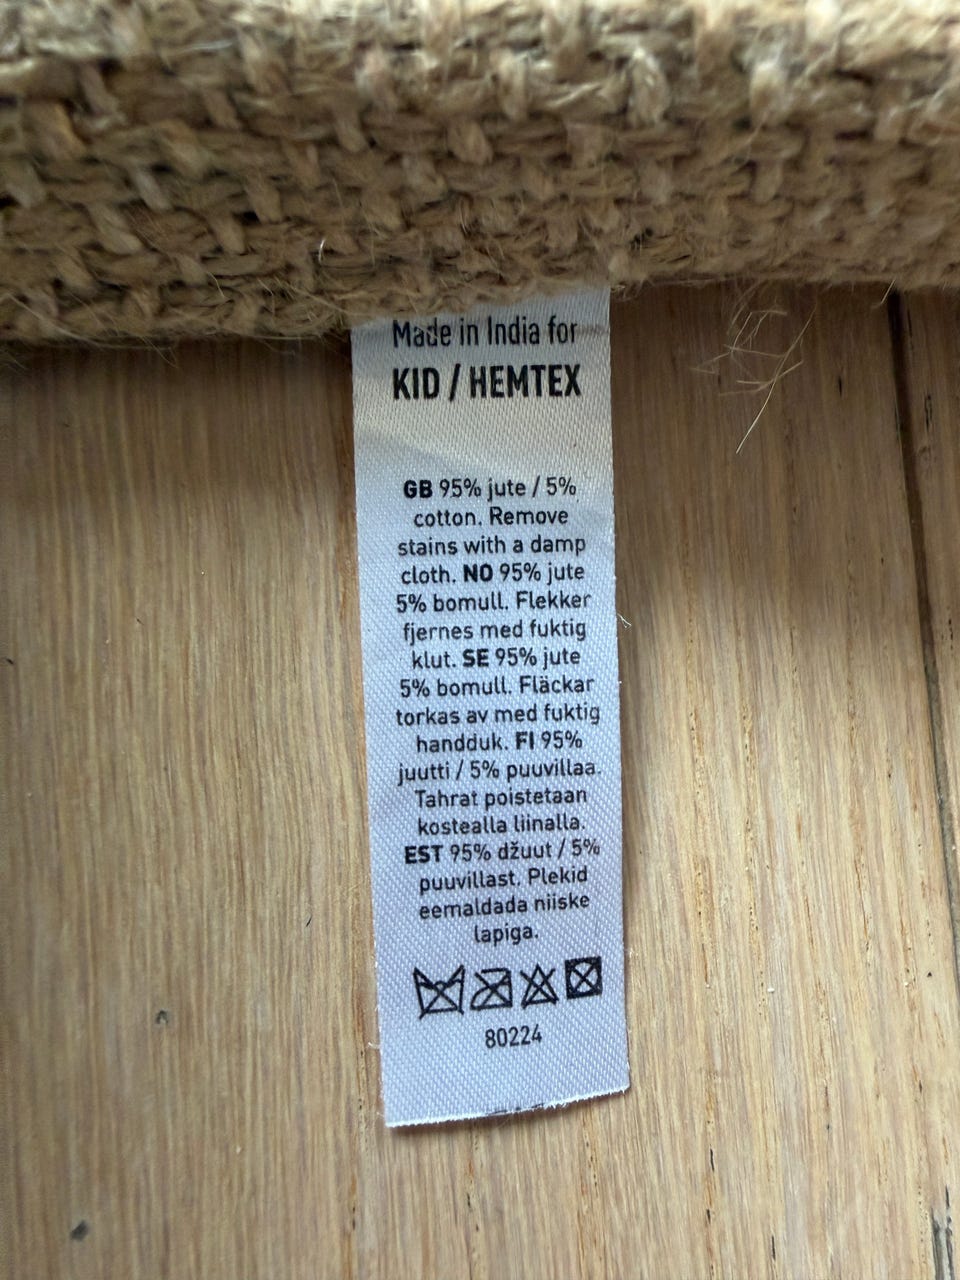 Made in India for
KID / HEMTEX
GB 95% jute / 5%
cotton. Remove
stains with a damp
cloth. NO 95% jute
5% bomull. Flekker
fjernes med fuktig
klut. SE 95% jute
5% bomull. Fläckar
torkas av med fuktig
handduk. FI 95%
juutti / 5% puuvillaa.
Tahrat poistetaan
kostealla liinalla.
EST 95% džuut / 5%
puuvillast. Plekid
eemaldada niiske
lapiga.
80224